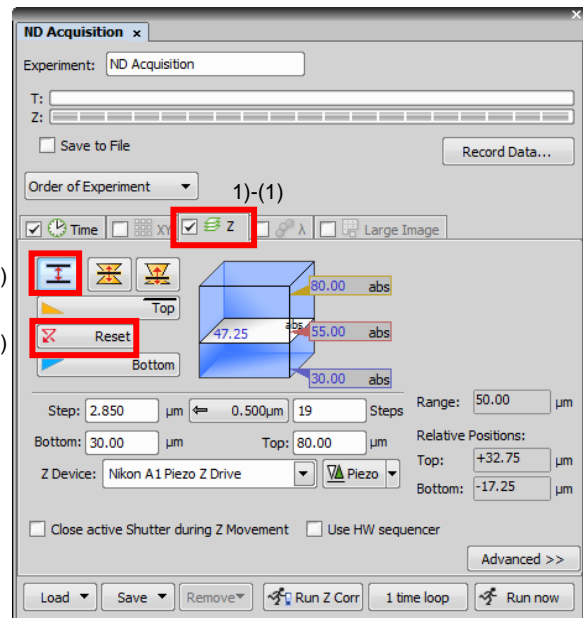 ND Acquisition x
Experiment: ND Acquisition
T:
Z:
Save to File
Record Data...
Order of Experiment
1)-(1)
Time XY Z λ Large Image
)
80.00 abs
Top
)
Reset
47.25 abs 55.00 abs
Bottom
30.00 abs
Step: 2.850 µm 0.500µm 19 Steps Range: 50.00 µm
Bottom: 30.00 µm Top: 80.00 µm Relative Positions:
Z Device: Nikon A1 Piezo Z Drive Piezo Top: +32.75 µm
Bottom: -17.25 µm
Close active Shutter during Z Movement Use HW sequencer
Advanced >>
Load Save Remove Run Z Corr 1 time loop Run now